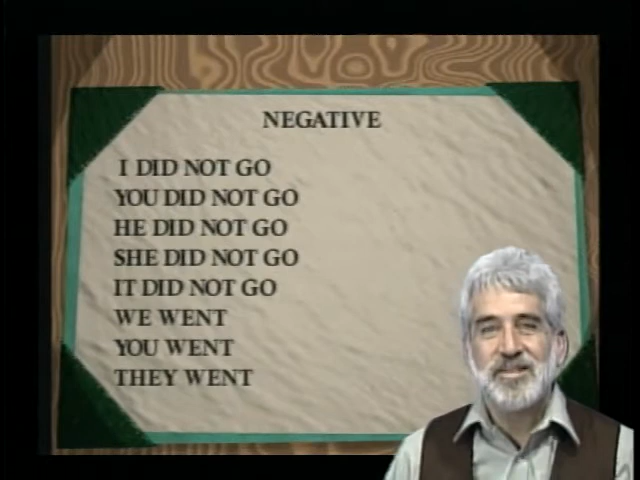 NEGATIVE
I DID NOT GO
YOU DID NOT GO
HE DID NOT GO
SHE DID NOT GO
IT DID NOT GO
WE WENT
YOU WENT
THEY WENT